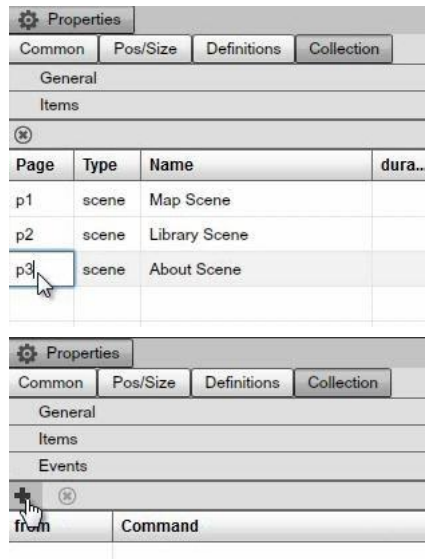 Properties
Common Pos/Size Definitions Collection
General
Items
Page Type Name dura...
p1 scene Map Scene
p2 scene Library Scene
p3 scene About Scene
Properties
Common Pos/Size Definitions Collection
General
Items
Events
from Command